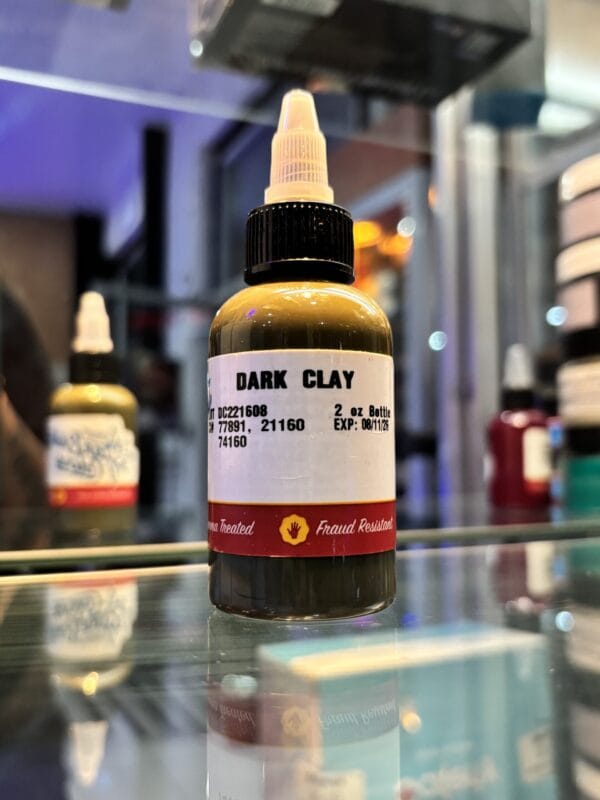 DARK CLAY
DC221608
2 oz Bottle
77891, 21160
EXP: 08/11/26
74160
Treated
Fraud Resistant